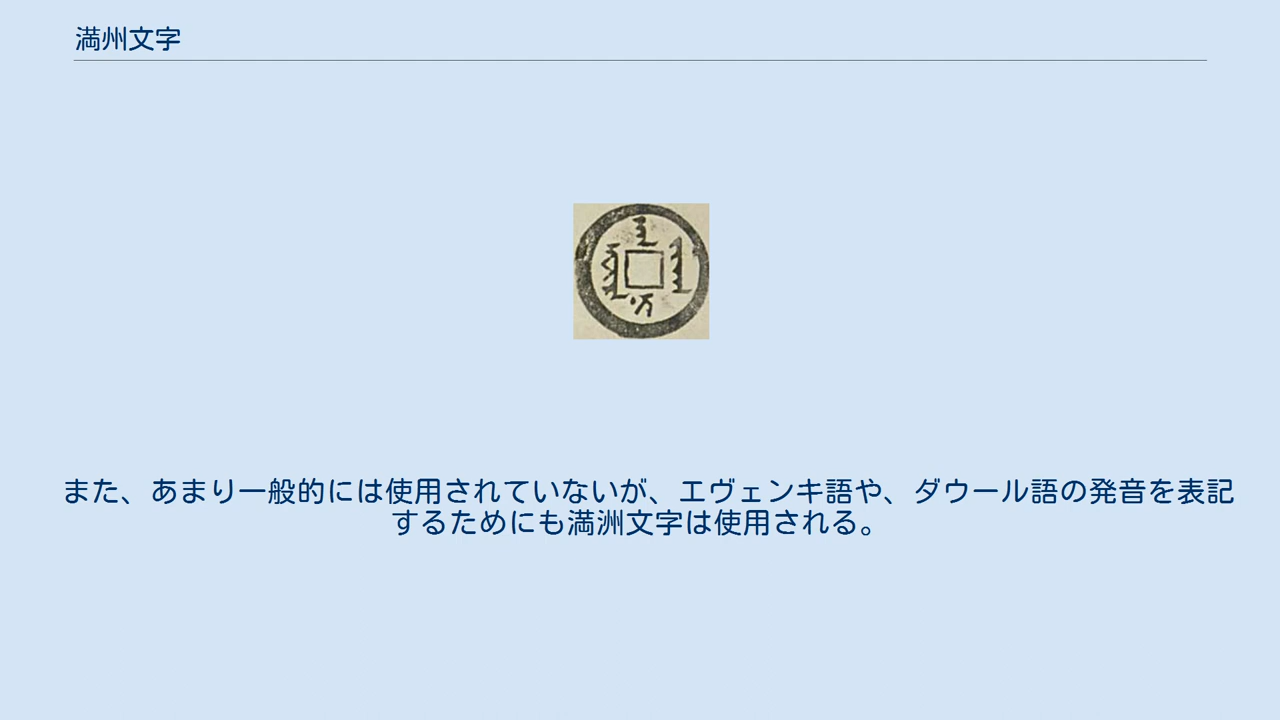 満州文字
また、あまり一般的には使用されていないが、エヴェンキ語や、ダウール語の発音を表記
するためにも満洲文字は使用される。